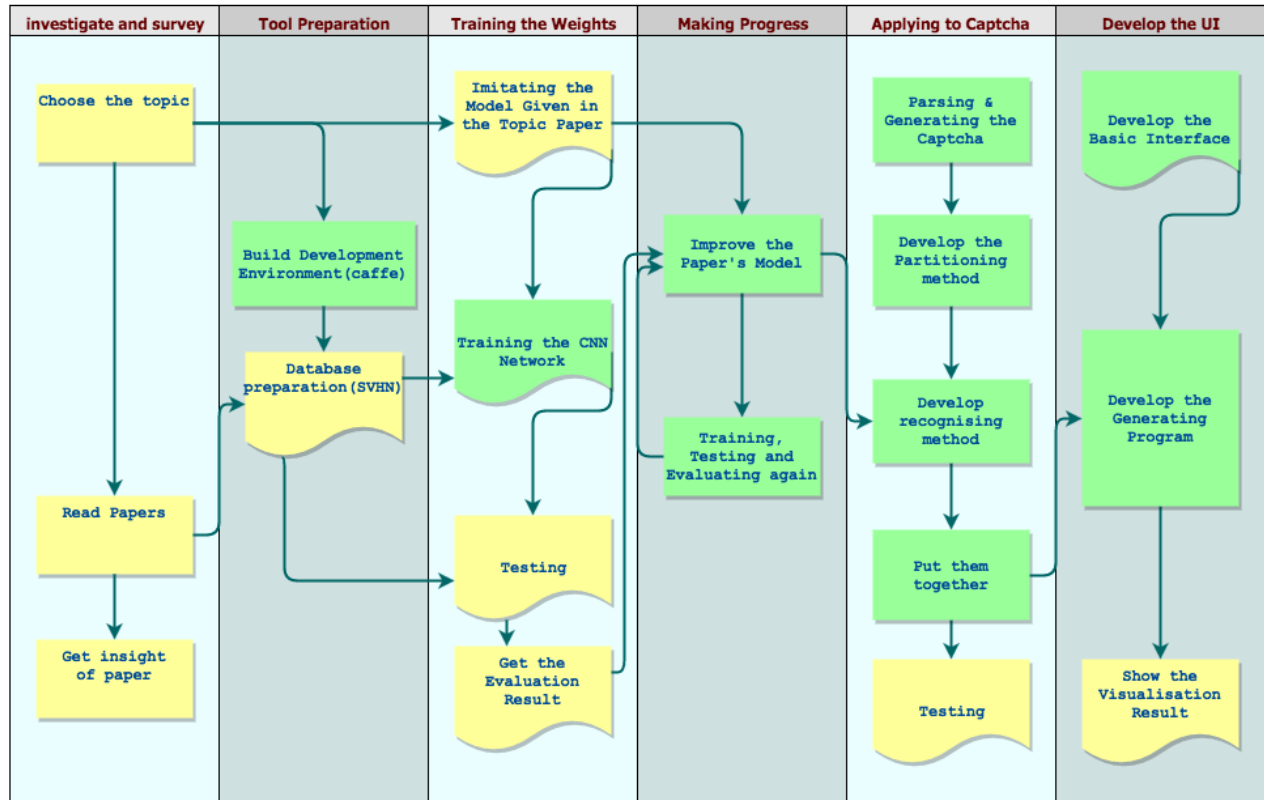 investigate and survey
Tool Preparation
Training the Weights
Making Progress
Applying to Captcha
Develop the UI
Choose the topic
Read Papers
Get insight
of paper
Build Development
Environment(caffe)
Database
preparation(SVHN)
Imitating the
Model Given in
the Topic Paper
Training the CNN
Network
Testing
Get the
Evaluation
Result
Improve the
Paper's Model
Training,
Testing and
Evaluating again
Parsing &
Generating the
Captcha
Develop the
Partitioning
method
Develop
recognising
method
Put them
together
Testing
Develop the
Basic Interface
Develop the
Generating
Program
Show the
Visualisation
Result